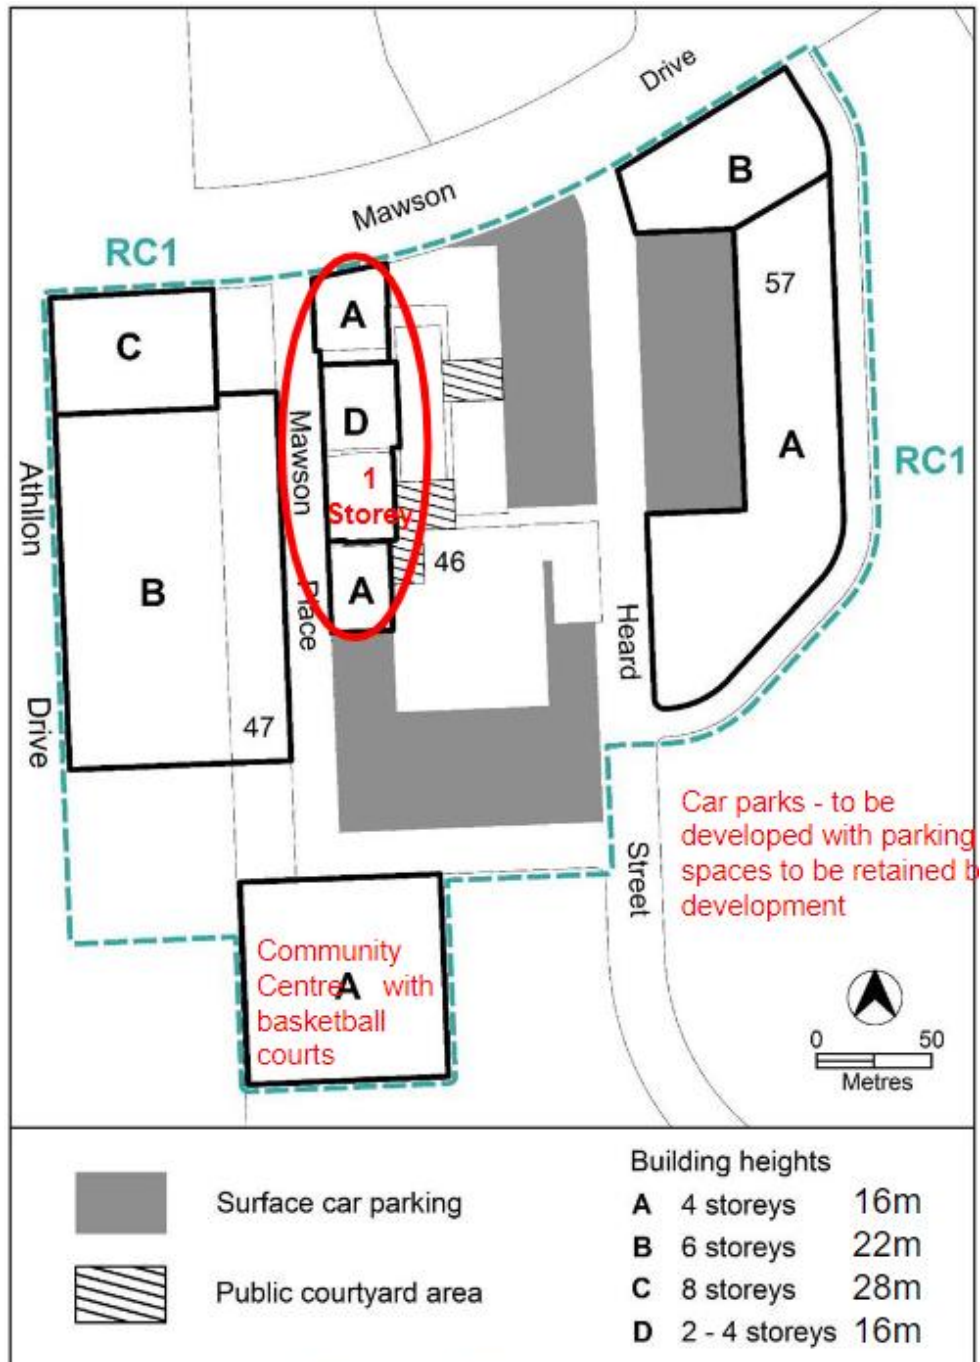 Drive
Mawson
B
RC1
57
A
C
A
D
Mawson
1
Storey
RC1
A
Athllon
B
46
A
Place
Heard
Drive
47
Car parks - to be
developed with parking
spaces to be retained b
development
Street
Community
Centre A with
basketball
courts
0 50
Metres
Surface car parking
Public courtyard area
Building heights
A 4 storeys 16m
B 6 storeys 22m
C 8 storeys 28m
D 2 - 4 storeys 16m